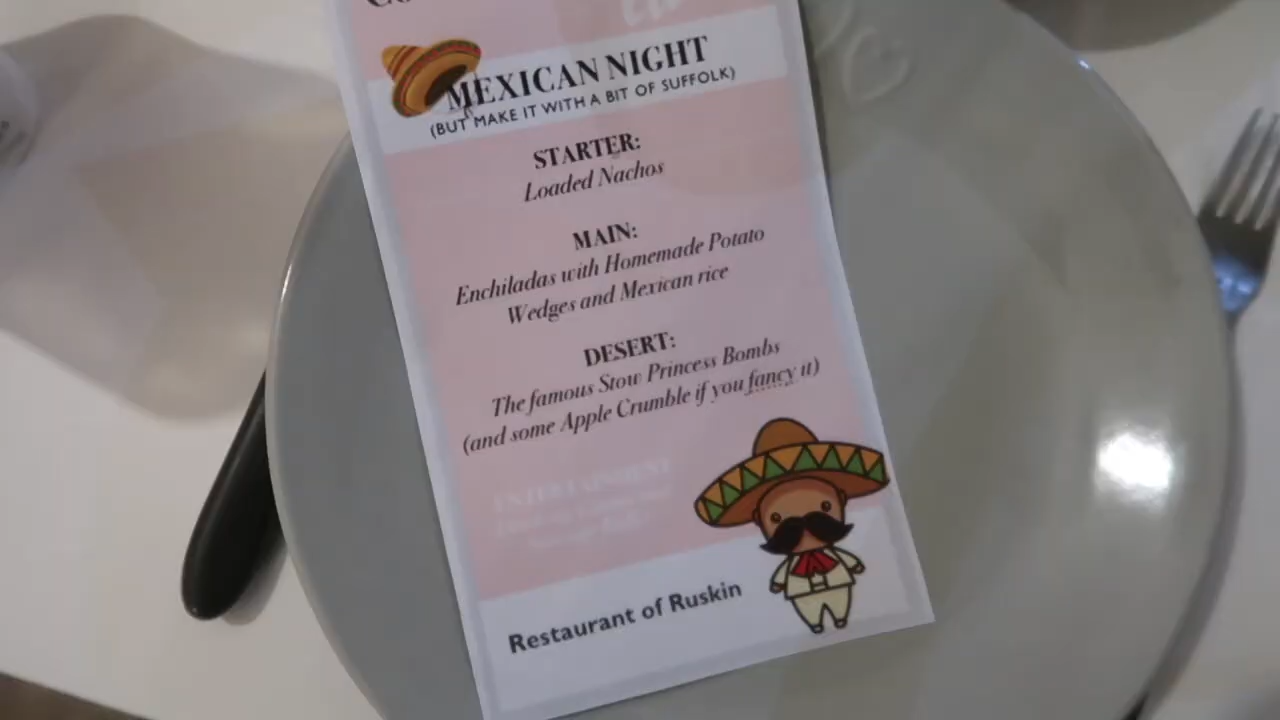 MEXICAN NIGHT
(BUT MAKE IT WITH A BIT OF SUFFOLK)
STARTER:
Loaded Nachos
MAIN:
Enchiladas with Homemade Potato
Wedges and Mexican rice
DESERT:
The famous Stow Princess Bombs
(and some Apple Crumble if you fancy it)
ENTERTAINMENT
Restaurant of Ruskin